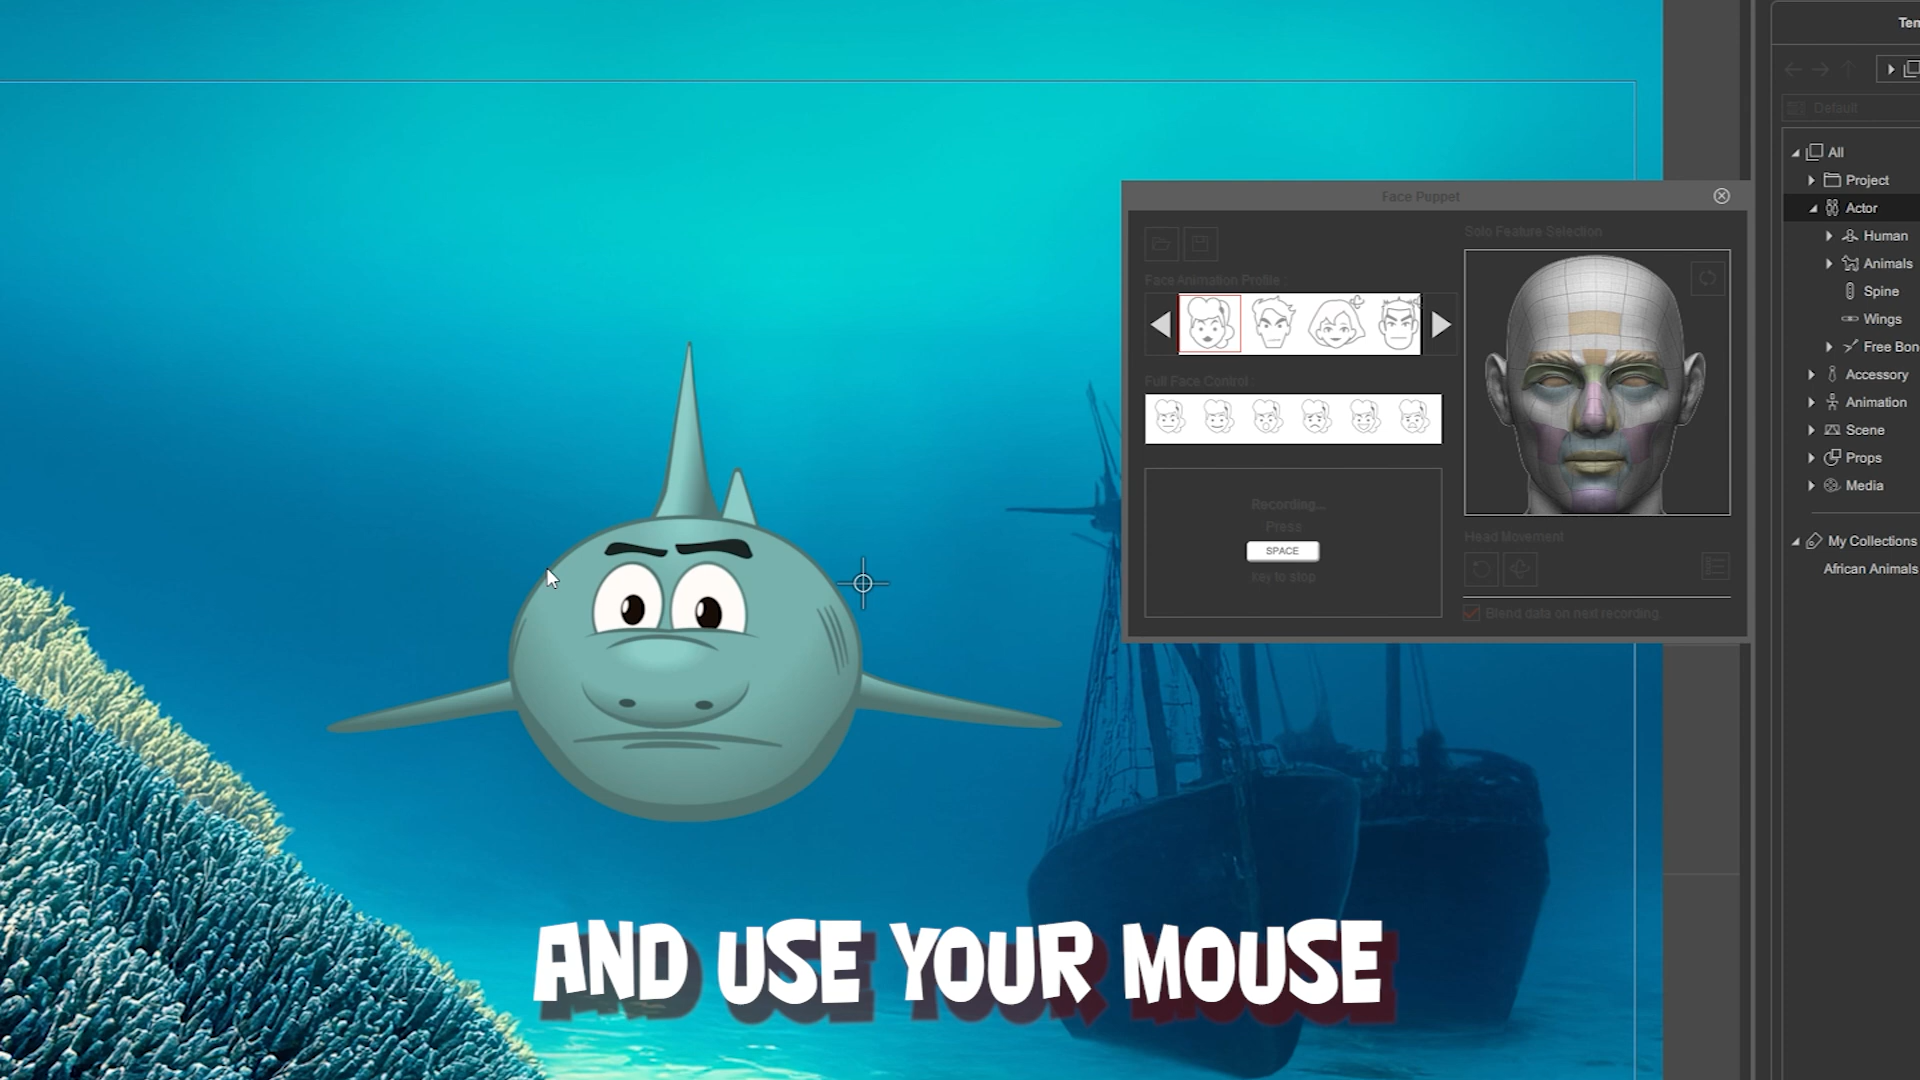 Face Puppet
Solo Feature Selection
Face Animation Profile :
Full Face Control :
Recording...
Press
SPACE
key to stop
Head Movement
Blend data on next recording
Default
All
Project
Actor
Human
Animals
Spine
Wings
Free Bon
Accessory
Animation
Scene
Props
Media
My Collections
African Animals
AND USE YOUR MOUSE